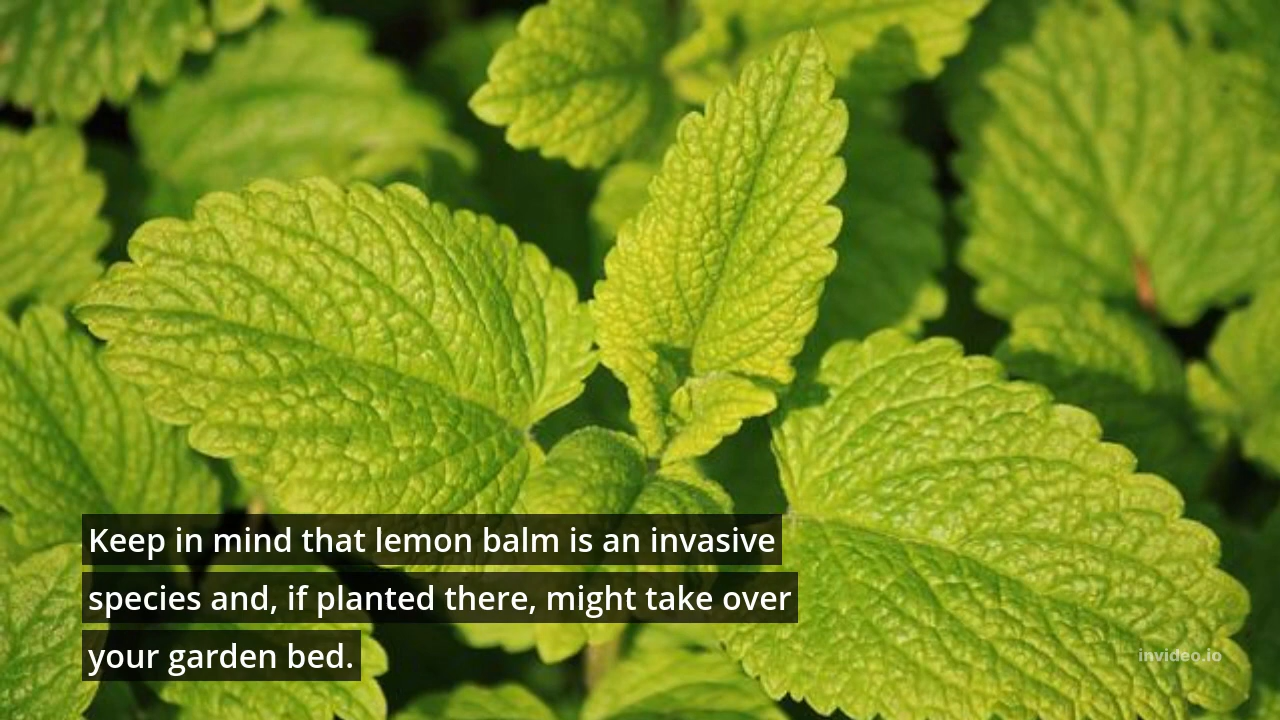 Keep in mind that lemon balm is an invasive
species and, if planted there, might take over
your garden bed.
invideo.io